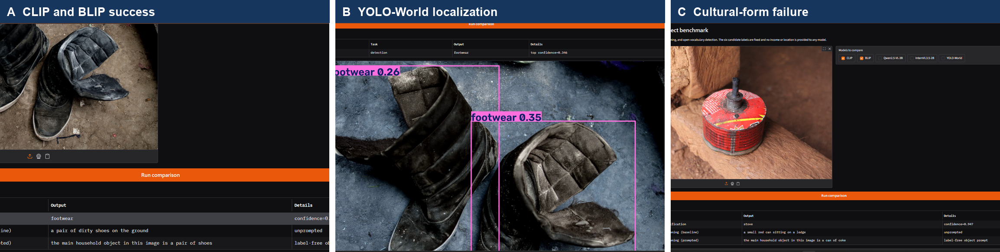 A CLIP and BLIP success
Run comparison
Output
Details
footwear
confidence=0.
ine)
a pair of dirty shoes on the ground
unprompted
ted)
the main household object in this image is a pair of shoes
label-free ob
B YOLO-World localization
Run comparison
Task
Output
Details
detection
footwear
top confidence=0.346
ootwear 0.26
footwear 0.35
C Cultural-form failure
ect benchmark
ning, and open-vocabulary detection. The six candidate labels are fixed and no income or location is provided to any model.
Models to compare
CLIP
BLIP
Qwen2.5-VL-3B
InternVL3.5-2B
YOLO-World
Run comparison
Output
Details
ification
stove
confidence=0.947
oning (baseline)
a small red can sitting on a ledge
unprompted
oning (prompted)
the main household object in this image is a can of coke
label-free object prompt